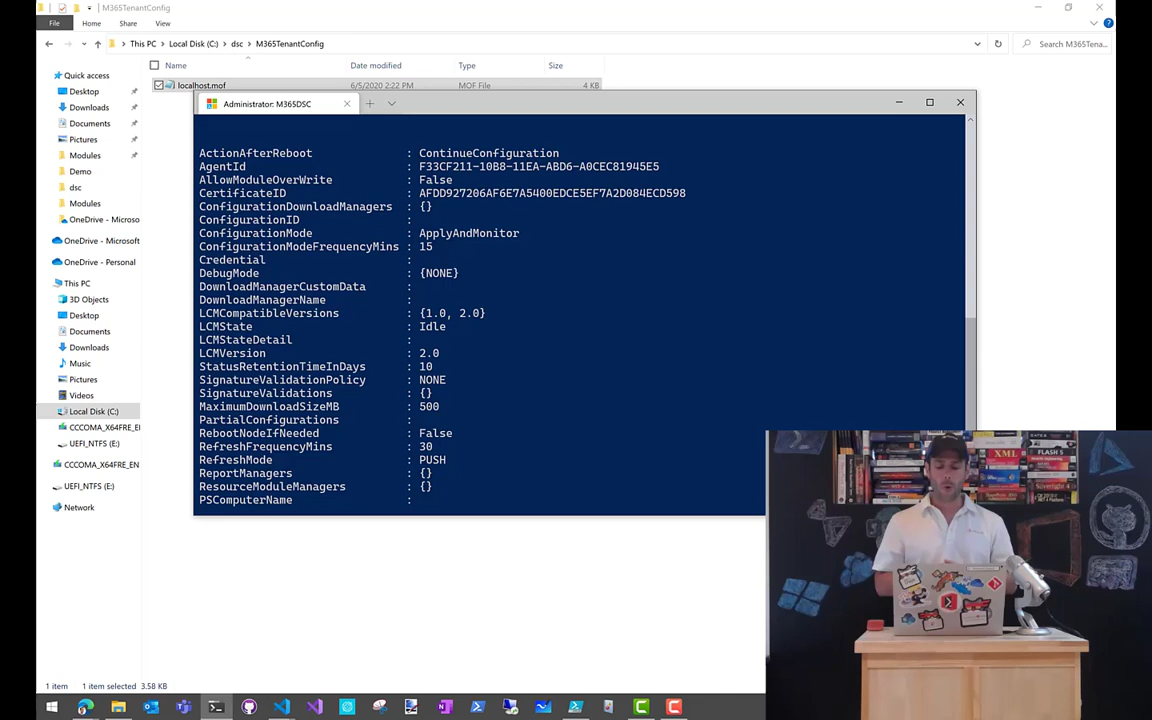 M365TenantConfig
File
Home
Share
View
This PC
Local Disk (C:)
dsc
M365TenantConfig
Search M365Tena...
Name
Date modified
Type
Size
localhost.mof
6/5/2020 2:22 PM
MOF File
4 KB
Quick access
Desktop
Downloads
Documents
Pictures
Modules
Demo
dsc
Modules
OneDrive - Microso
OneDrive - Microsoft
OneDrive - Personal
This PC
3D Objects
Desktop
Documents
Downloads
Music
Pictures
Videos
Local Disk (C:)
CCCOMA_X64FRE_EI
UEFI_NTFS (E:)
CCCOMA_X64FRE_EN
UEFI_NTFS (E:)
Network
Administrator: M365DSC
ActionAfterReboot : ContinueConfiguration
AgentId : F33CF211-10B8-11EA-ABD6-A0CEC81945E5
AllowModuleOverWrite : False
CertificateID : AFDD927206AF6E7A5400EDCE5EF7A2D084ECD598
ConfigurationDownloadManagers : {}
ConfigurationID :
ConfigurationMode : ApplyAndMonitor
ConfigurationModeFrequencyMins : 15
Credential :
DebugMode : {NONE}
DownloadManagerCustomData :
DownloadManagerName :
LCMCompatibleVersions : {1.0, 2.0}
LCMState : Idle
LCMStateDetail :
LCMVersion : 2.0
StatusRetentionTimeInDays : 10
SignatureValidationPolicy : NONE
SignatureValidations : {}
MaximumDownloadSizeMB : 500
PartialConfigurations :
RebootNodeIfNeeded : False
RefreshFrequencyMins : 30
RefreshMode : PUSH
ReportManagers : {}
ResourceModuleManagers : {}
PSComputerName :
XML
FLASH 5
1 item
1 item selected 3.58 KB